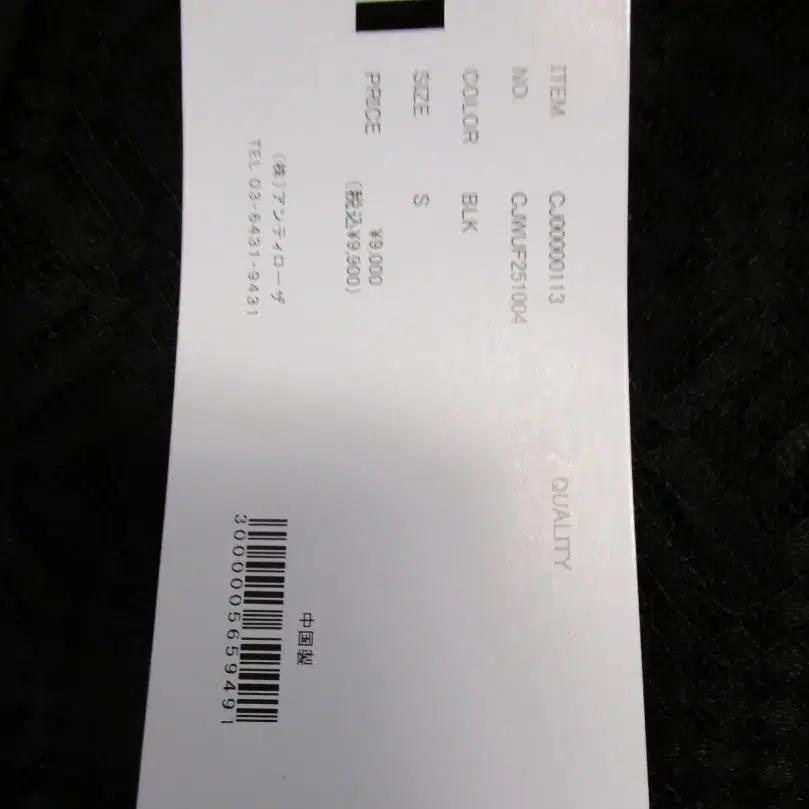 ITEM CJ00000113
NO. CJWUF251004
COLOR BLK
SIZE S
PRICE ¥9,000
(税込¥9,900)
(株)アンティローザ
TEL 03-6431-9431
QUALITY
中国製
3000005659491